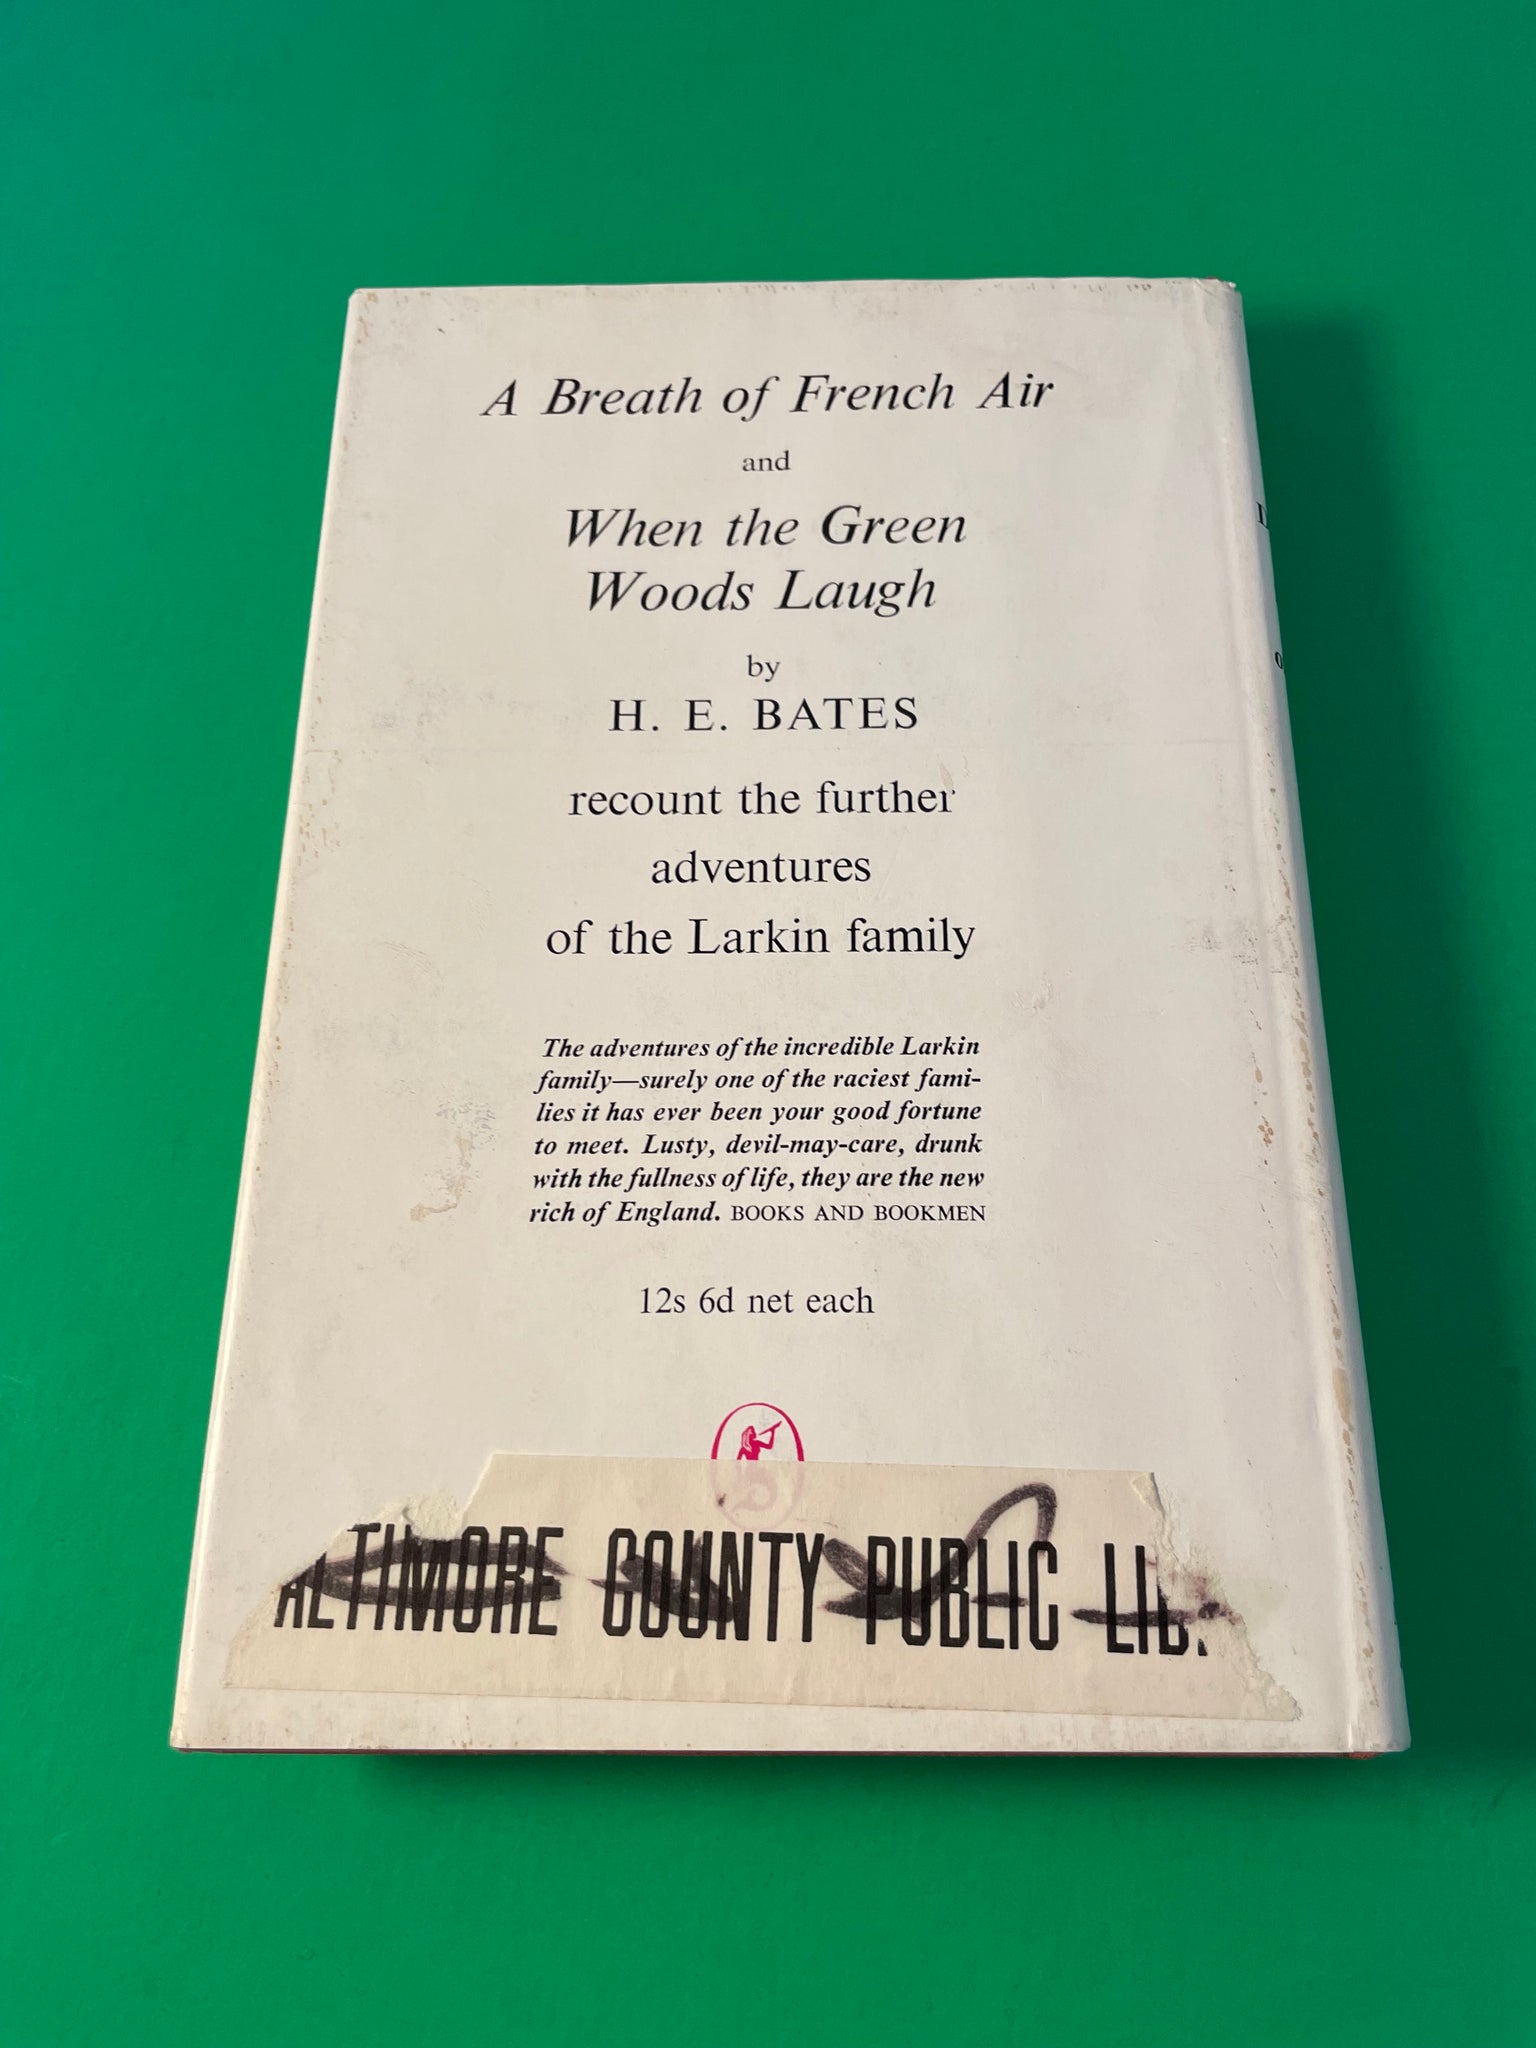 A Breath of French Air
and
When the Green
Woods Laugh
by
H. E. BATES
recount the further
adventures
of the Larkin family
The adventures of the incredible Larkin
family—surely one of the raciest fami-
lies it has ever been your good fortune
to meet. Lusty, devil-may-care, drunk
with the fullness of life, they are the new
rich of England. BOOKS AND BOOKMEN
12s 6d net each
ALTIMORE COUNTY PUBLIC LIB